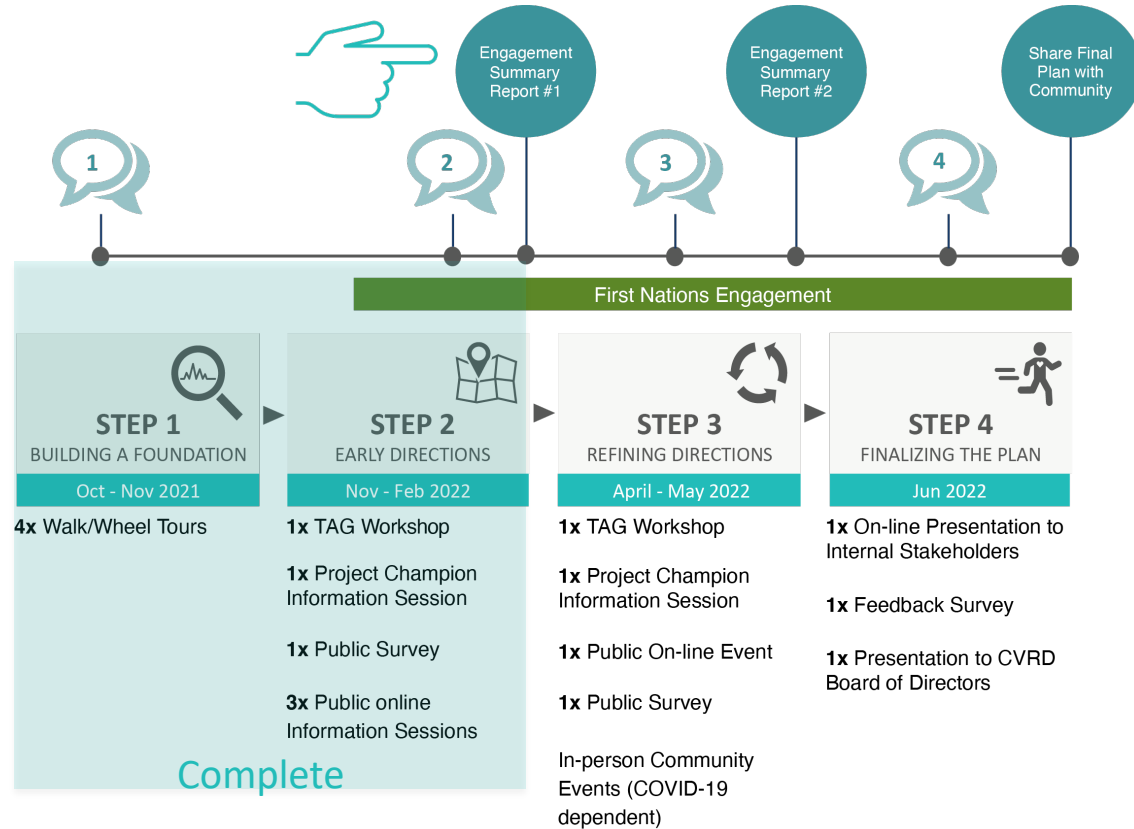 Engagement
Summary
Report #1
Engagement
Summary
Report #2
Share Final
Plan with
Community
1
2
3
4
First Nations Engagement
STEP 1
BUILDING A FOUNDATION
Oct - Nov 2021
4x Walk/Wheel Tours
STEP 2
EARLY DIRECTIONS
Nov - Feb 2022
1x TAG Workshop
1x Project Champion
Information Session
1x Public Survey
3x Public online
Information Sessions
Complete
STEP 3
REFINING DIRECTIONS
April - May 2022
1x TAG Workshop
1x Project Champion
Information Session
1x Public On-line Event
1x Public Survey
In-person Community
Events (COVID-19
dependent)
STEP 4
FINALIZING THE PLAN
Jun 2022
1x On-line Presentation to
Internal Stakeholders
1x Feedback Survey
1x Presentation to CVRD
Board of Directors